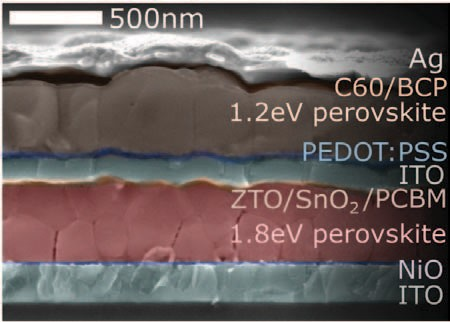 500nm
Ag
C60/BCP
1.2eV perovskite
PEDOT:PSS
ITO
ZTO/SnO₂/PCBM
1.8eV perovskite
NiO
ITO